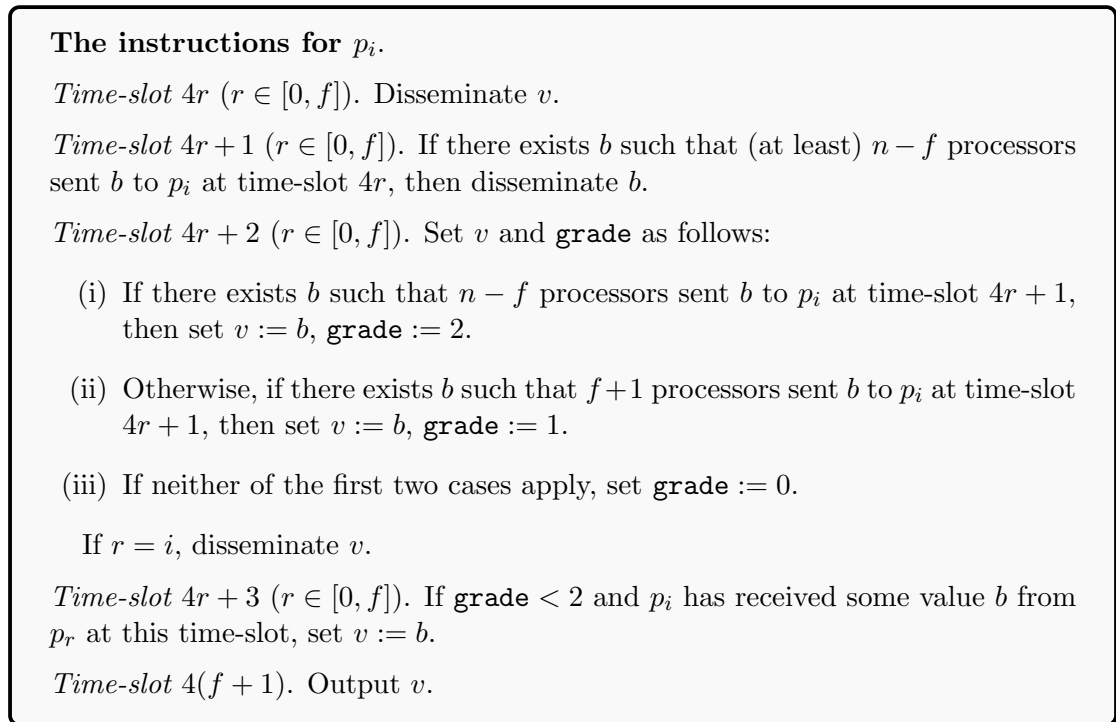 The instructions for pᵢ.
Time-slot 4r (r ∈ [0, f]). Disseminate v.
Time-slot 4r + 1 (r ∈ [0, f]). If there exists b such that (at least) n − f processors
sent b to pᵢ at time-slot 4r, then disseminate b.
Time-slot 4r + 2 (r ∈ [0, f]). Set v and grade as follows:
(i) If there exists b such that n − f processors sent b to pᵢ at time-slot 4r + 1,
then set v := b, grade := 2.
(ii) Otherwise, if there exists b such that f+1 processors sent b to pᵢ at time-slot
4r + 1, then set v := b, grade := 1.
(iii) If neither of the first two cases apply, set grade := 0.
If r = i, disseminate v.
Time-slot 4r + 3 (r ∈ [0, f]). If grade < 2 and pᵢ has received some value b from
pᵣ at this time-slot, set v := b.
Time-slot 4(f + 1). Output v.